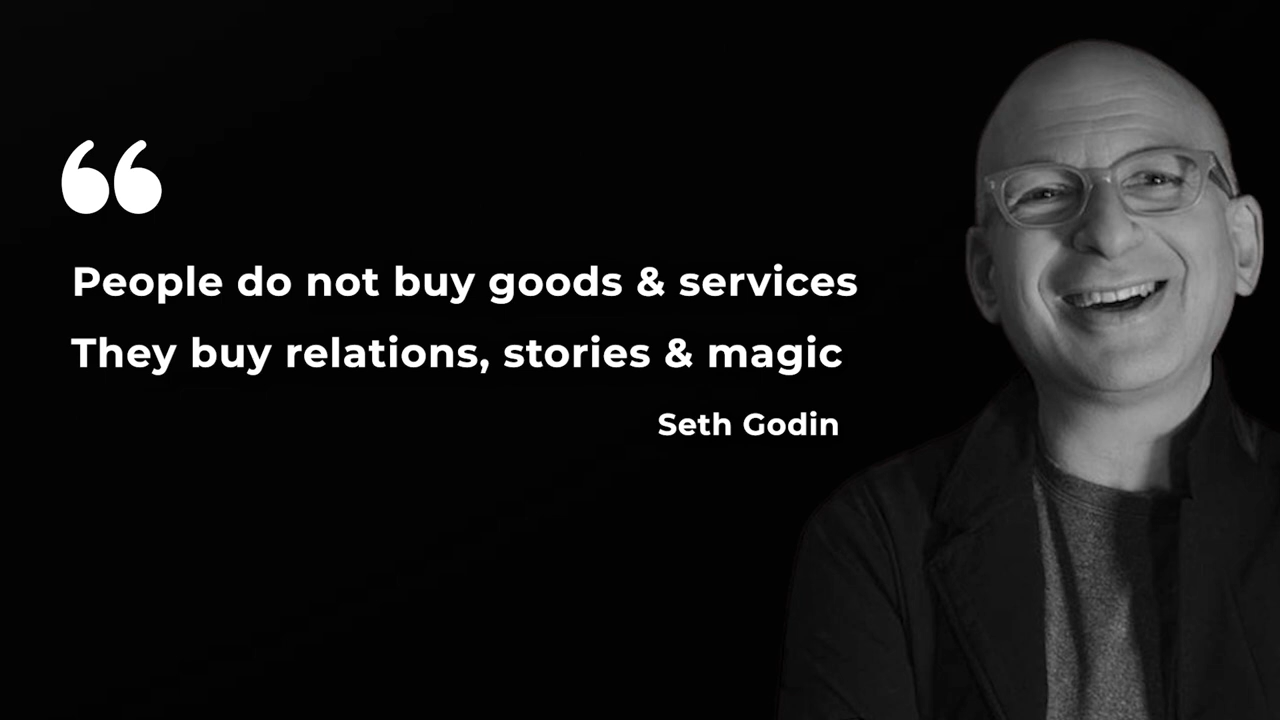 “
People do not buy goods & services
They buy relations, stories & magic
Seth Godin